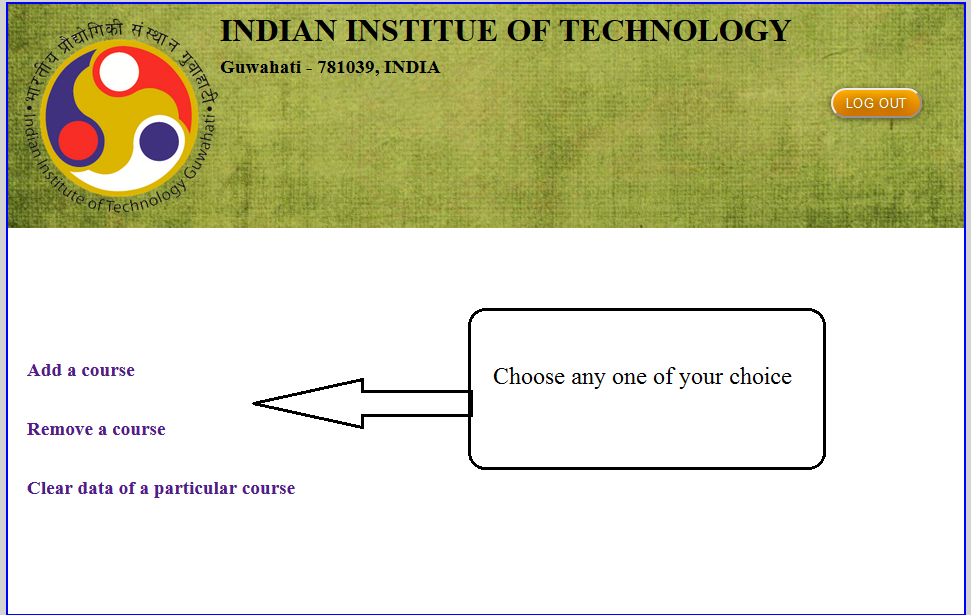 भारतीय प्रौद्योगिकी संस्थान गुवाहाटी
Indian Institute of Technology Guwahati
INDIAN INSTITUE OF TECHNOLOGY
Guwahati - 781039, INDIA
LOG OUT
Add a course
Choose any one of your choice
Remove a course
Clear data of a particular course